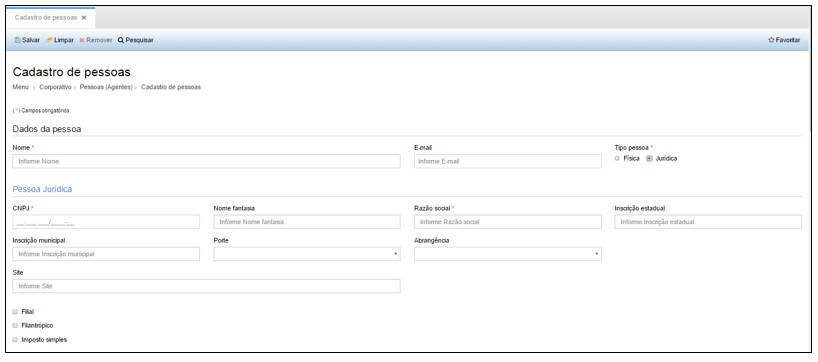 Cadastro de pessoas ✖
Salvar Limpar ✖ Remover Pesquisar ☆ Favoritar
Cadastro de pessoas
Menu > Corporativo > Pessoas (Agentes) > Cadastro de pessoas
( * ) Campos obrigatórios
Dados da pessoa
Nome * E-mail Tipo pessoa *
Informe Nome Informe E-mail Física Jurídica
Pessoa Jurídica
CNPJ * Nome fantasia Razão social * Inscrição estadual
__.___.___/____-__ Informe Nome fantasia Informe Razão social Informe Inscrição estadual
Inscrição municipal Porte Abrangência
Informe Inscrição municipal
Site
Informe Site
Filial
Filantrópico
Imposto simples